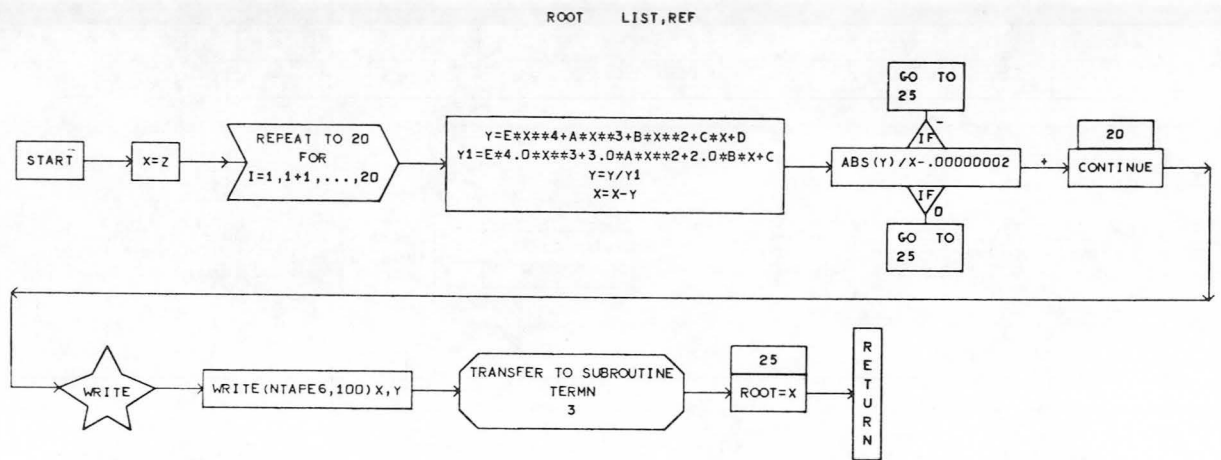 ROOT LIST,REF
START
X=Z
REPEAT TO 20
FOR
I=1,1+1,...,20
Y=E*X**4+A*X**3+B*X**2+C*X+D
Y1=E*4.0*X**3+3.0*A*X**2+2.0*B*X+C
Y=Y/Y1
X=X-Y
GO TO
25
-
IF
ABS(Y)/X-.00000002
+
IF
0
GO TO
25
20
CONTINUE
WRITE
WRITE(NTAPE6,100)X,Y
TRANSFER TO SUBROUTINE
TERMN
3
25
ROOT=X
RETURN